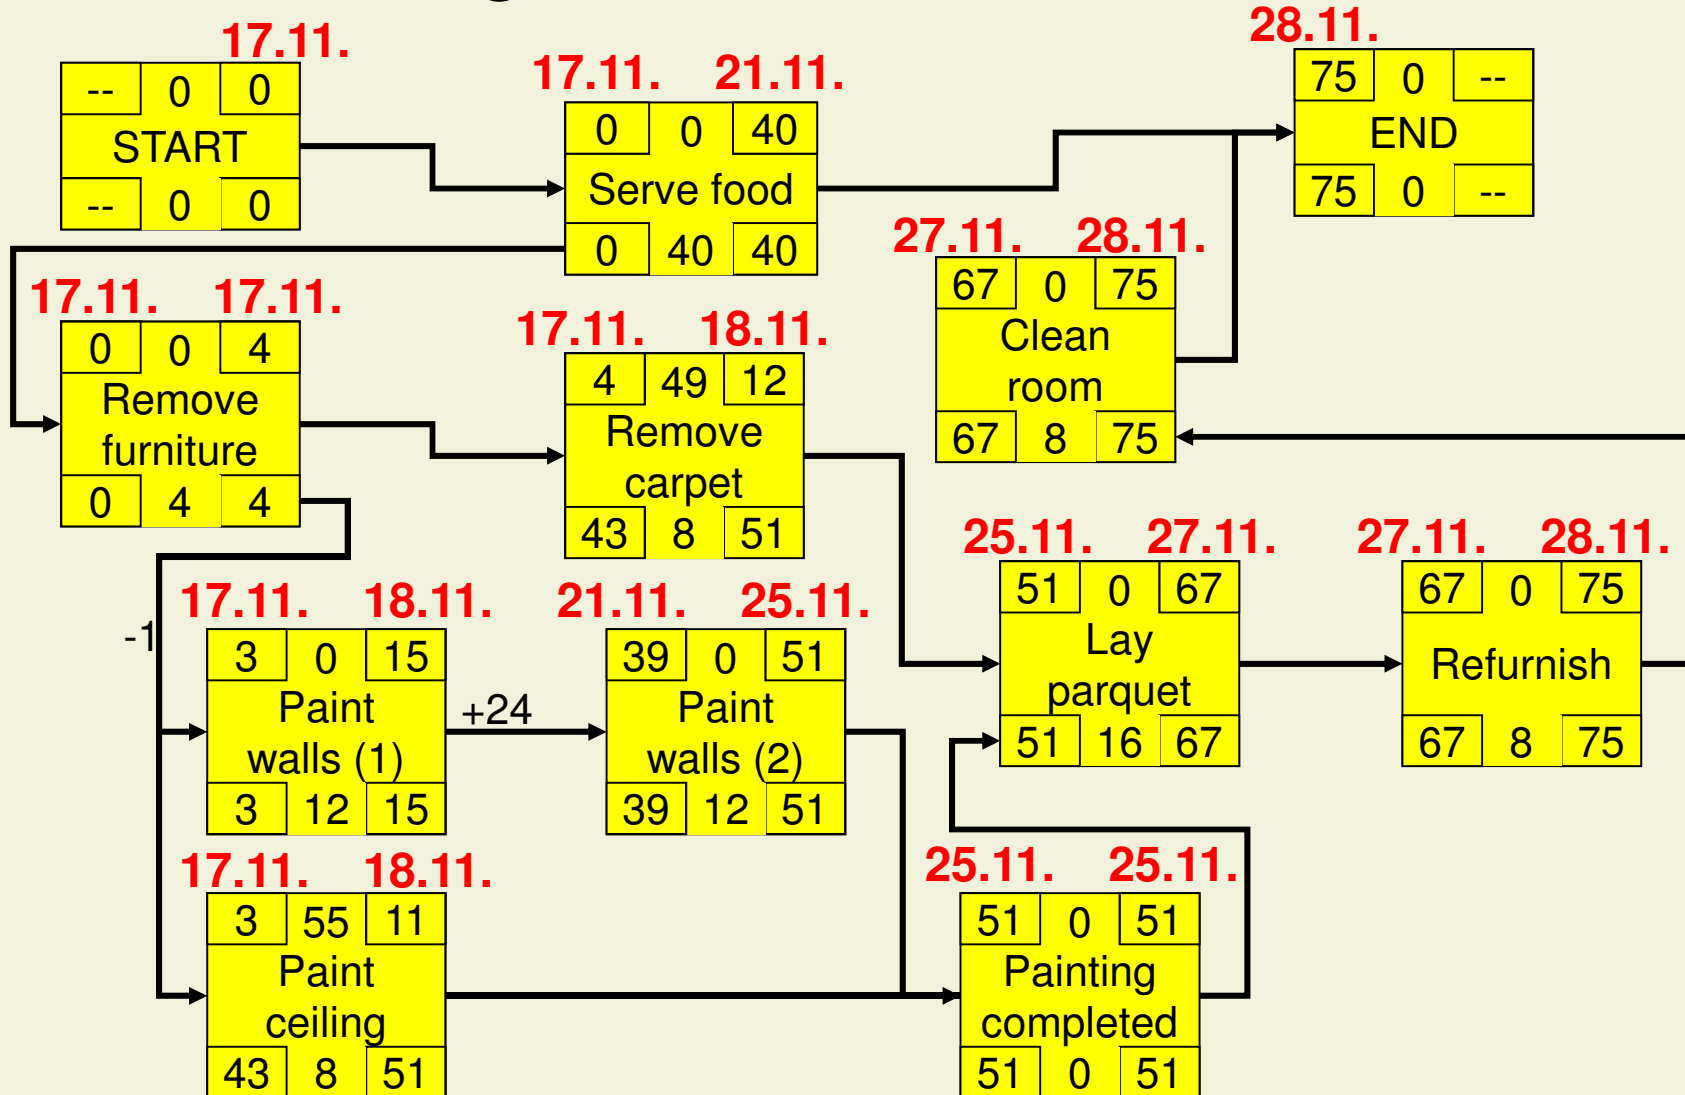 17.11.
-- 0 0
START
-- 0 0
17.11. 21.11.
0 0 40
Serve food
0 40 40
28.11.
75 0 --
END
75 0 --
27.11. 28.11.
67 0 75
Clean
room
67 8 75
17.11. 17.11.
0 0 4
Remove
furniture
0 4 4
17.11. 18.11.
4 49 12
Remove
carpet
43 8 51
-1
17.11. 18.11.
3 0 15
Paint
walls (1)
3 12 15
+24
21.11. 25.11.
39 0 51
Paint
walls (2)
39 12 51
25.11. 27.11.
51 0 67
Lay
parquet
51 16 67
27.11. 28.11.
67 0 75
Refurnish
67 8 75
17.11. 18.11.
3 55 11
Paint
ceiling
43 8 51
25.11. 25.11.
51 0 51
Painting
completed
51 0 51